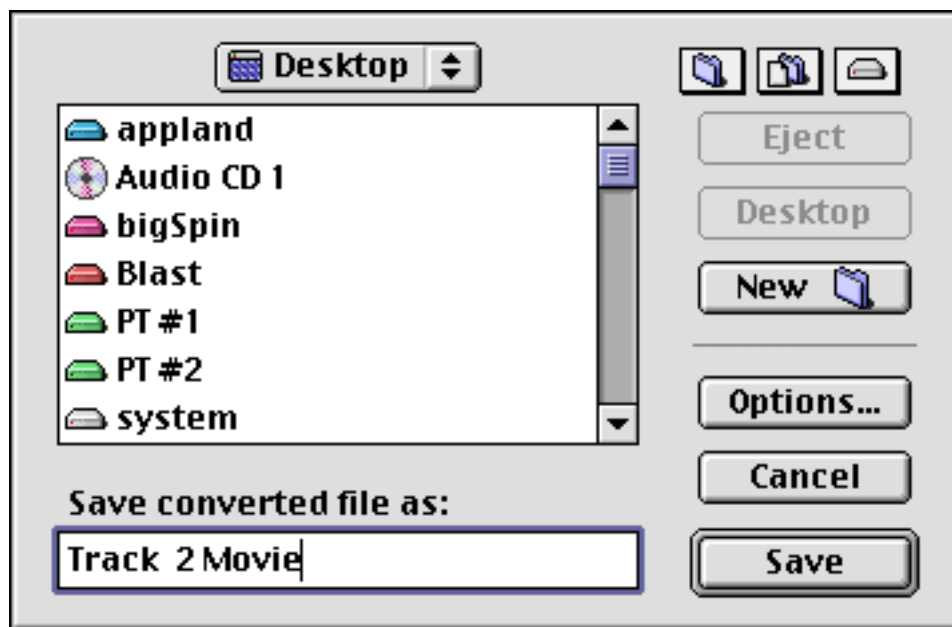 Desktop
appland
Audio CD 1
bigSpin
Blast
PT #1
PT #2
system
Eject
Desktop
New
Options...
Cancel
Save
Save converted file as:
Track  2 Movie